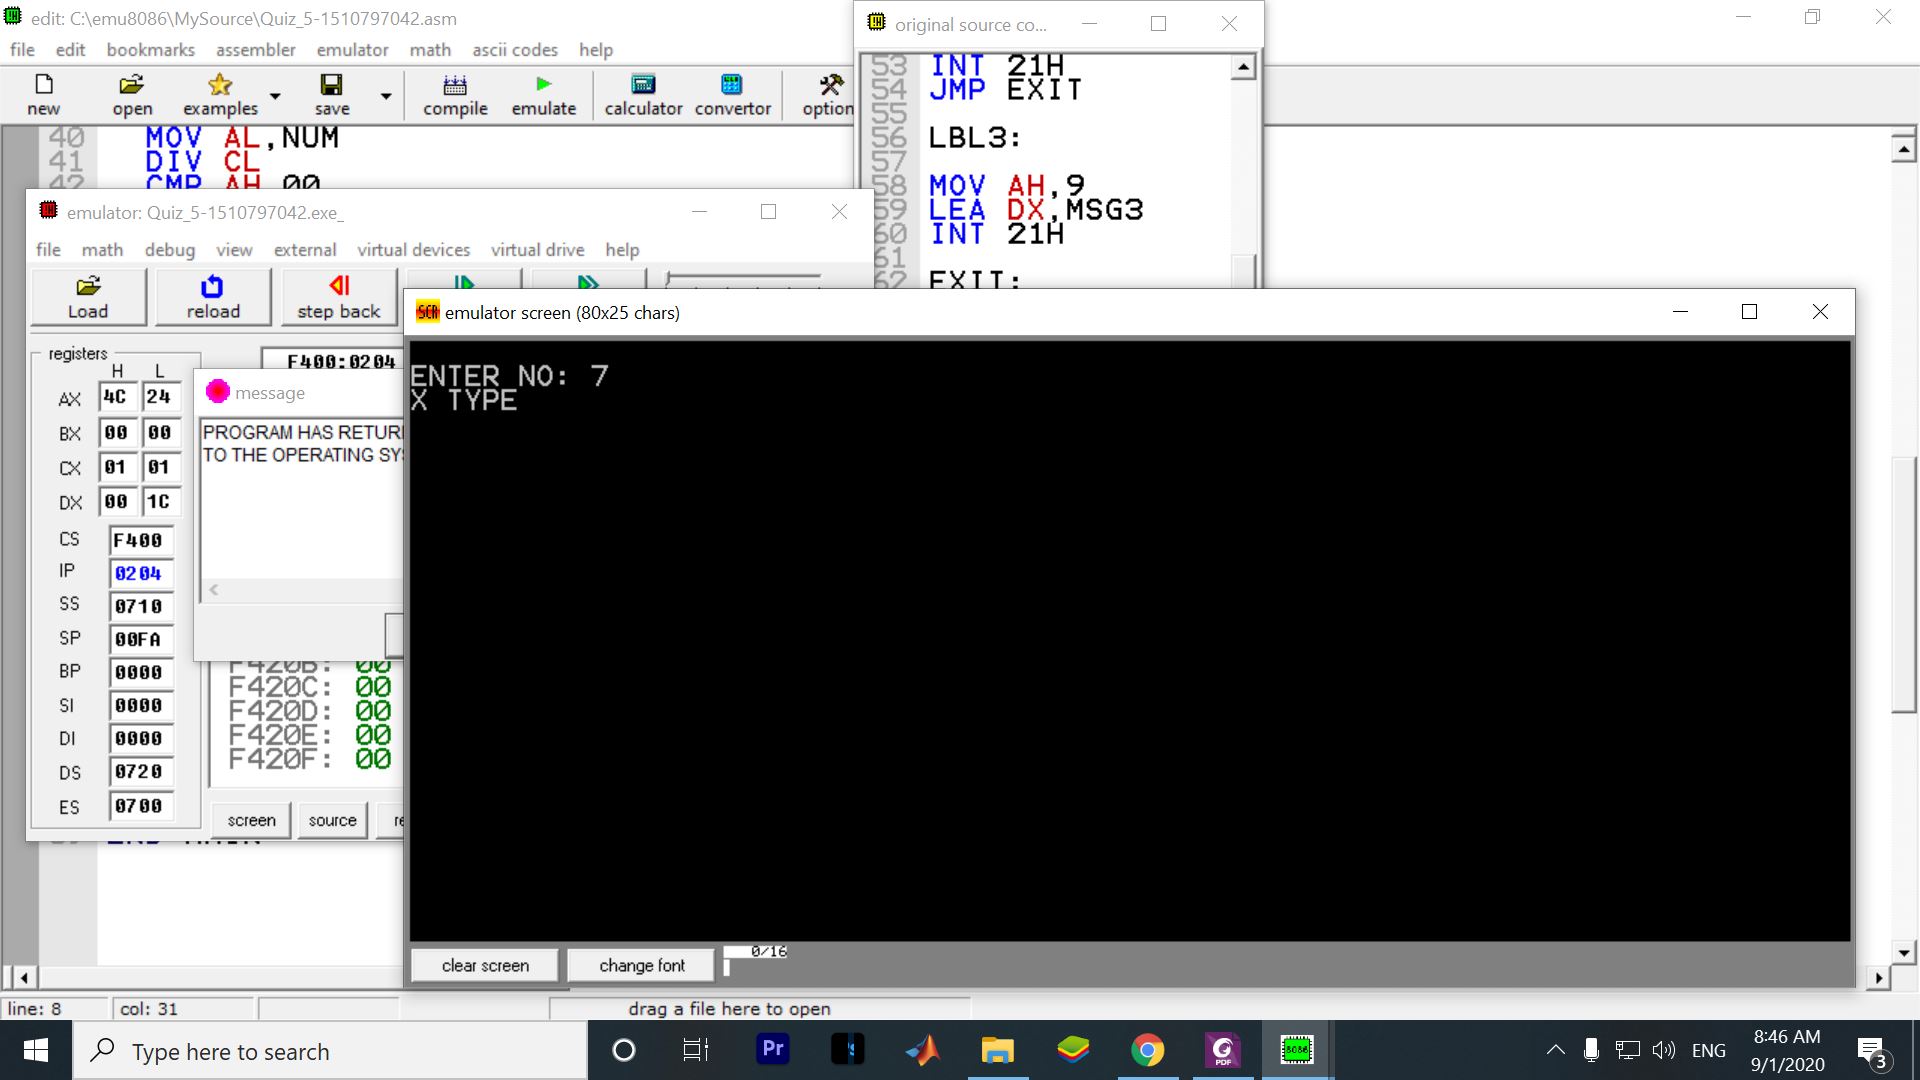 edit: C:\emu8086\MySource\Quiz_5-1510797042.asm
file edit bookmarks assembler emulator math ascii codes help
new open examples save compile emulate calculator convertor option
40 MOV AL,NUM
41 DIV CL
42 CMP AH 00
original source co...
53 INT 21H
54 JMP EXIT
55
56 LBL3:
57
58 MOV AH,9
59 LEA DX,MSG3
60 INT 21H
61
62 EXIT:
emulator: Quiz_5-1510797042.exe_
file math debug view external virtual devices virtual drive help
Load reload step back
registers
H L
AX 4C 24
BX 00 00
CX 01 01
DX 00 1C
CS F400
IP 0204
SS 0710
SP 00FA
BP 0000
SI 0000
DI 0000
DS 0720
ES 0700
F400:0204
message
PROGRAM HAS RETUR
TO THE OPERATING SY
F420B: 00
F420C: 00
F420D: 00
F420E: 00
F420F: 00
screen source re
SCR emulator screen (80x25 chars)
ENTER NO: 7
X TYPE
clear screen change font 0/16
line: 8 col: 31 drag a file here to open
Type here to search
Pr
PDF
8086
ENG
8:46 AM
9/1/2020
3